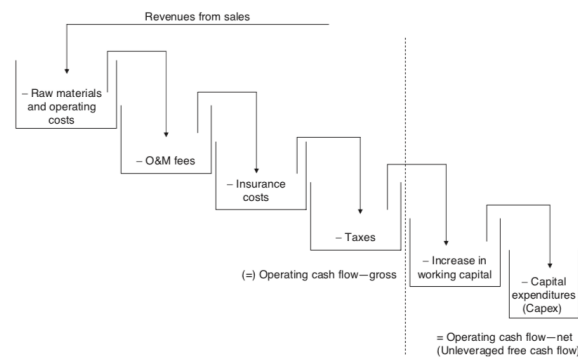 Revenues from sales
– Raw materials
and operating
costs
– O&M fees
– Insurance
costs
– Taxes
(=) Operating cash flow—gross
– Increase in
working capital
– Capital
expenditures
(Capex)
= Operating cash flow—net
(Unleveraged free cash flow)